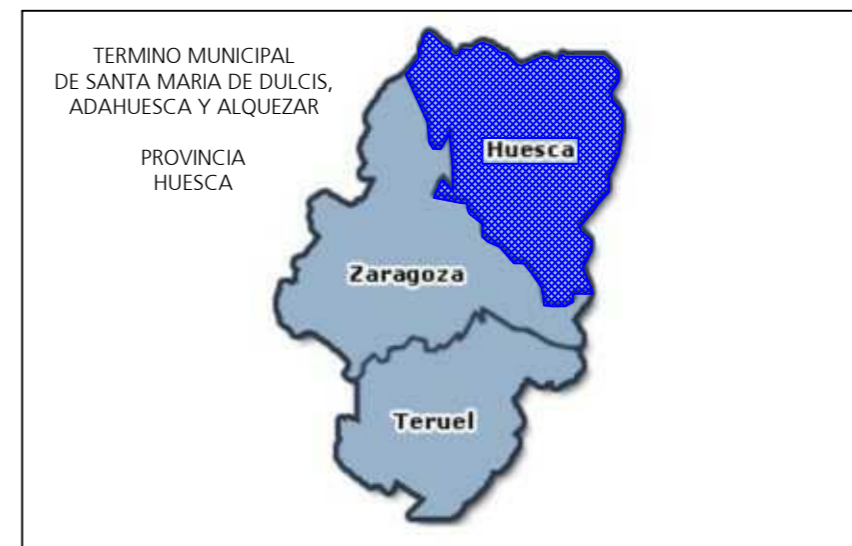 TERMINO MUNICIPAL
DE SANTA MARIA DE DULCIS,
ADAHUESCA Y ALQUEZAR
PROVINCIA
HUESCA
Huesca
Zaragoza
Teruel